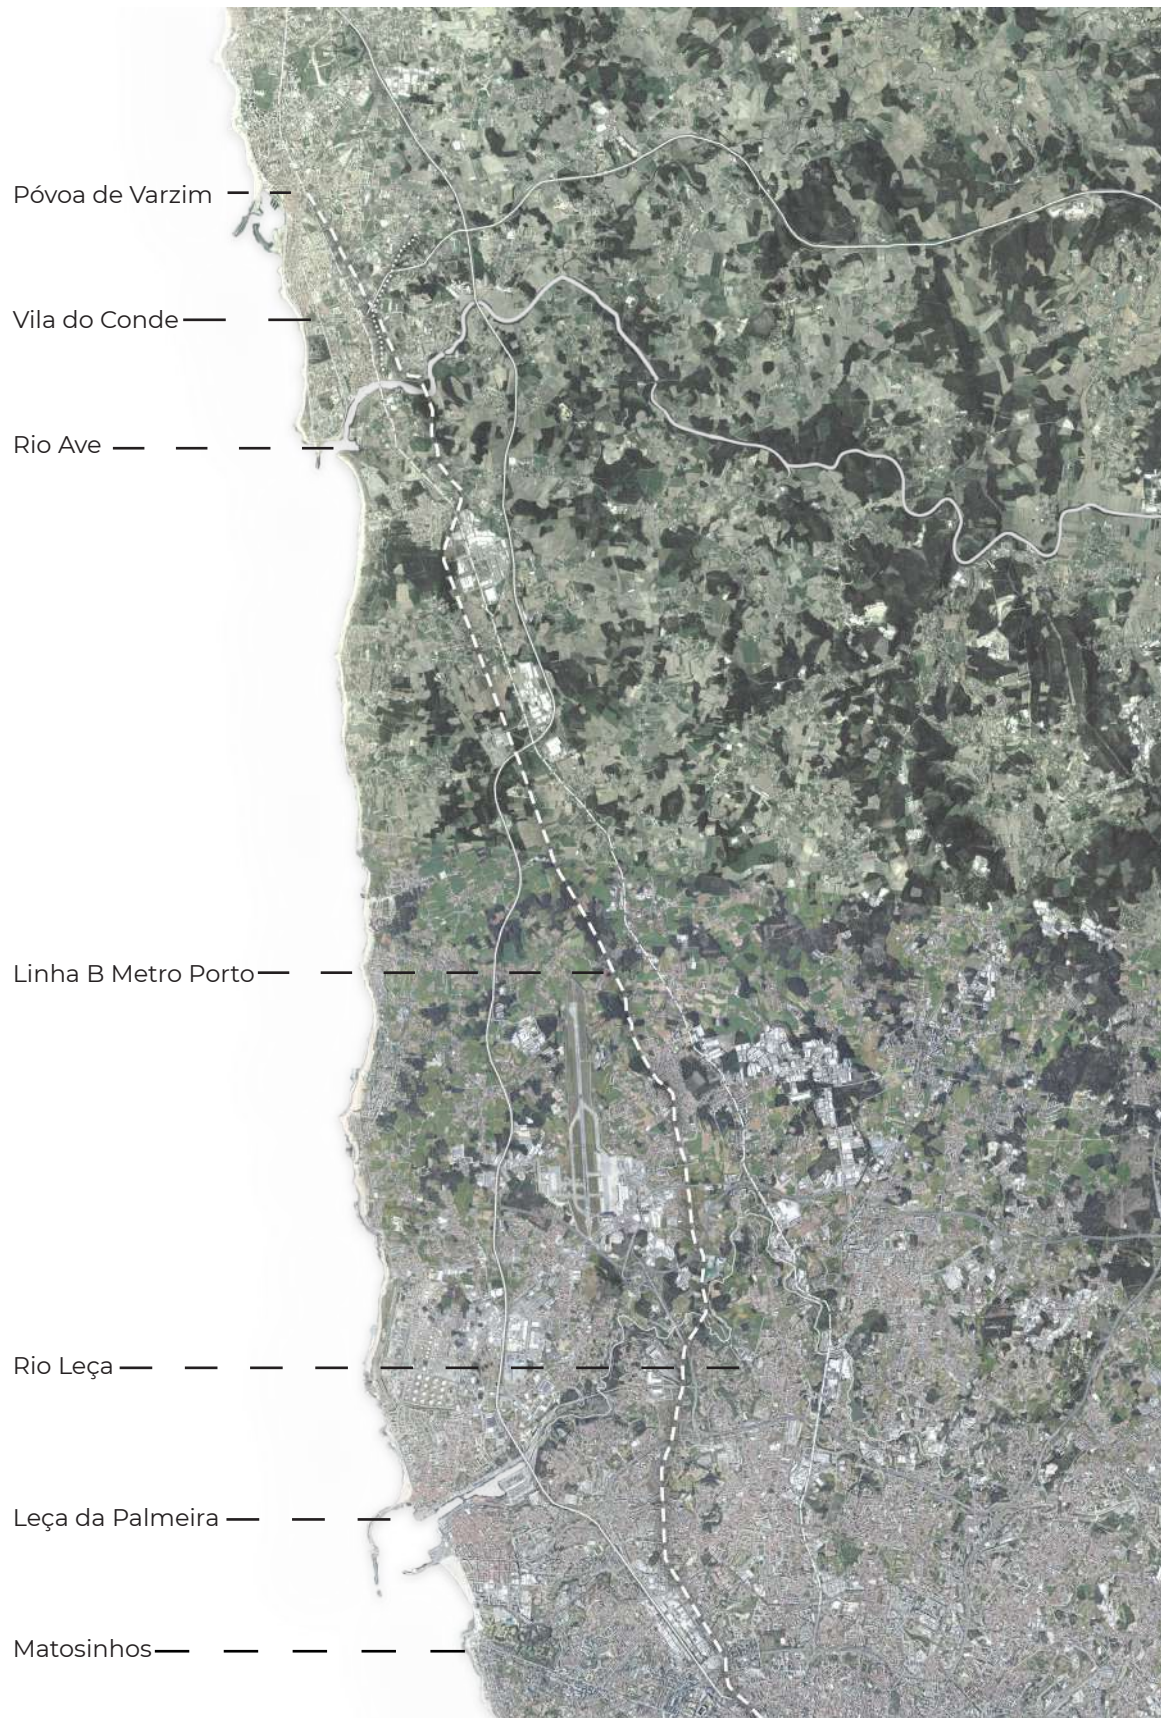 Póvoa de Varzim
Vila do Conde
Rio Ave
Linha B Metro Porto
Rio Leça
Leça da Palmeira
Matosinhos